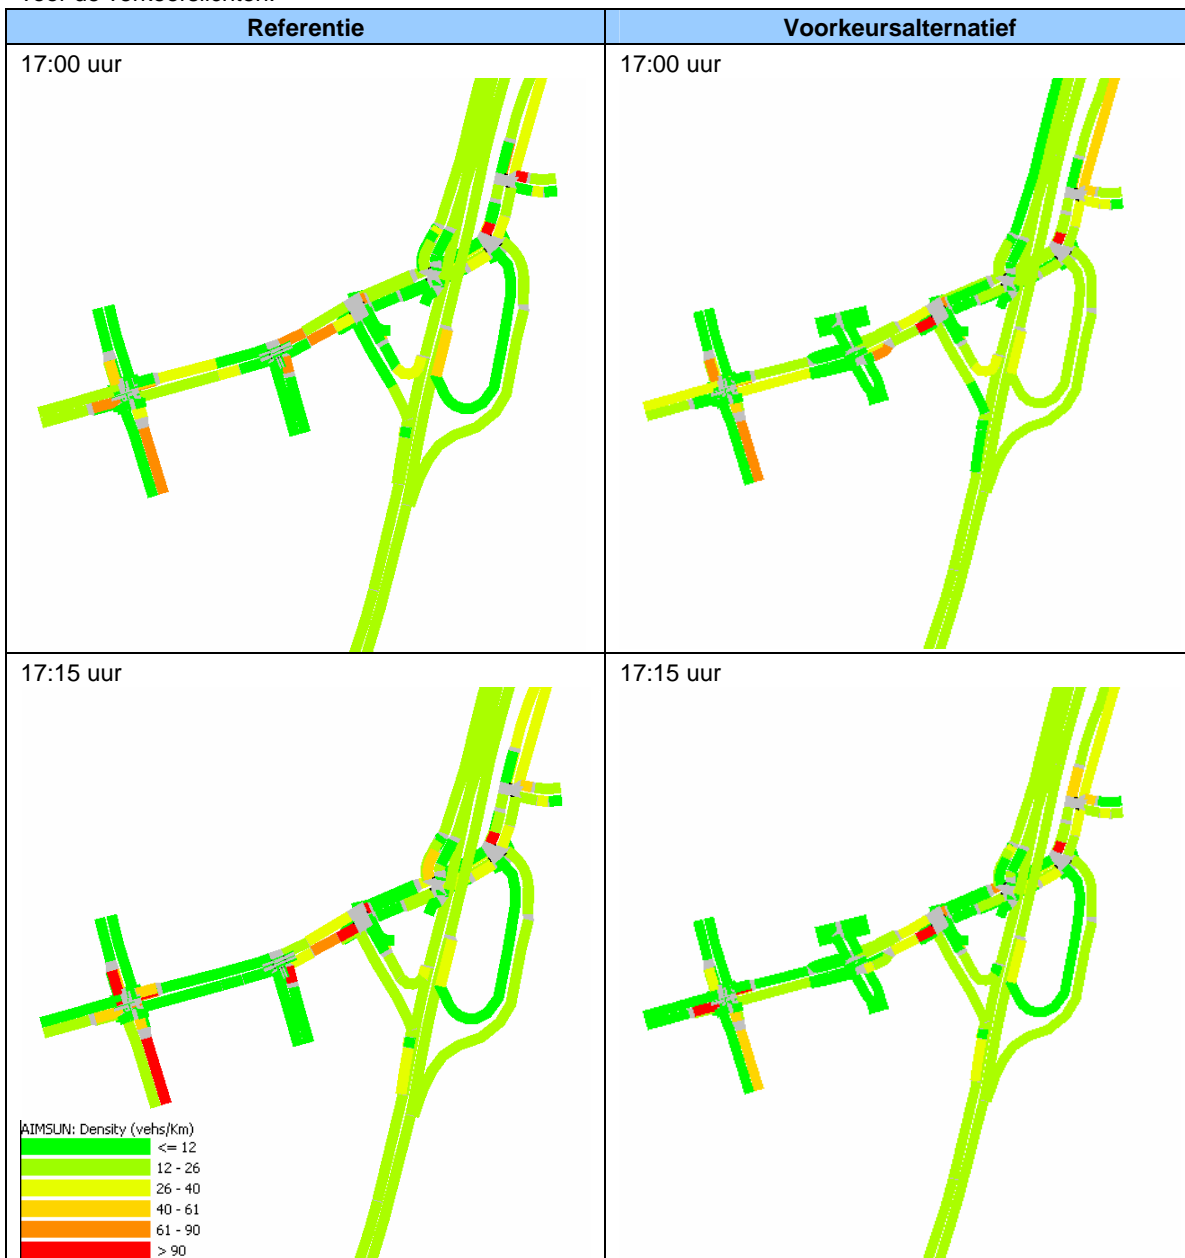 Referentie
Voorkeursalternatief
17:00 uur
17:00 uur
17:15 uur
17:15 uur
AIMSUN: Density (vehs/Km)
<= 12
12 - 26
26 - 40
40 - 61
61 - 90
> 90